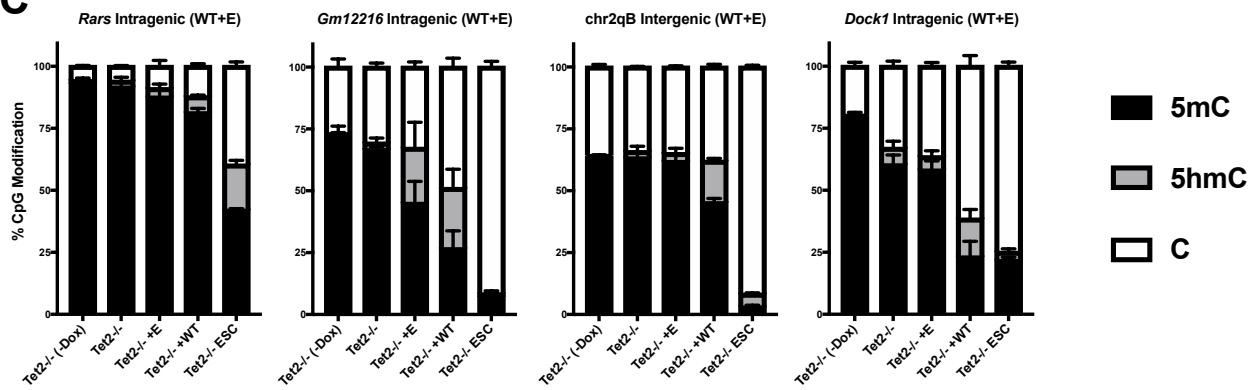 C
Rars Intragenic (WT+E)
Gm12216 Intragenic (WT+E)
chr2qB Intergenic (WT+E)
Dock1 Intragenic (WT+E)
% CpG Modification
100
75
50
25
0
100
75
50
25
0
100
75
50
25
0
100
75
50
25
0
Tet2-/- (-Dox)
Tet2-/-
Tet2-/- +E
Tet2-/- +WT
Tet2-/- ESC
Tet2-/- (-Dox)
Tet2-/-
Tet2-/- +E
Tet2-/- +WT
Tet2-/- ESC
Tet2-/- (-Dox)
Tet2-/-
Tet2-/- +E
Tet2-/- +WT
Tet2-/- ESC
Tet2-/- (-Dox)
Tet2-/-
Tet2-/- +E
Tet2-/- +WT
Tet2-/- ESC
5mC
5hmC
C